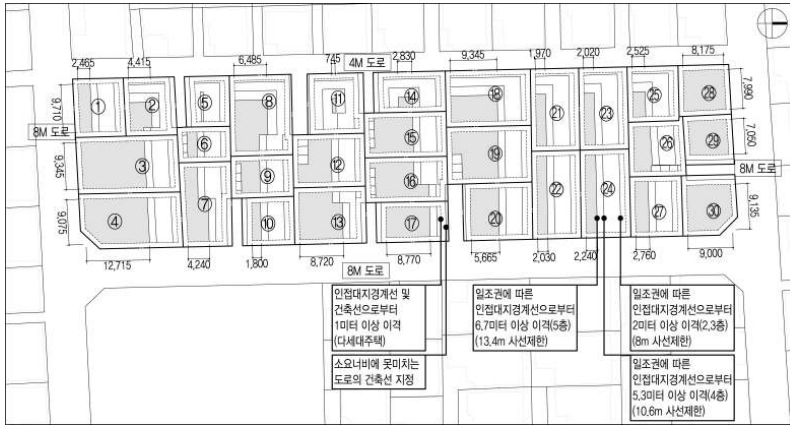 6,485
745
4M 도로
2,830
9,345
1,970
2,020
2,525
8,175
2,465
4,415
9,710
①
②
⑤
⑧
⑪
⑭
⑱
㉑
㉓
㉕
㉘
7,990
8M 도로
⑥
⑮
7,050
③
⑨
⑫
⑲
㉖
㉙
9,345
8M 도로
⑯
④
⑦
⑩
⑬
⑰
⑳
㉒
㉔
㉗
㉚
9,075
9,135
12,715
4,240
1,800
8,720
8,770
5,665
2,030
2,240
2,760
9,000
8M 도로
인접대지경계선 및
건축선으로부터
1미터 이상 이격
(다세대주택)
소요너비에 못미치는
도로의 건축선 지정
일조권에 따른
인접대지경계선으로부터
6.7미터 이상 이격(5층)
(13.4m 사선제한)
일조권에 따른
인접대지경계선으로부터
2미터 이상 이격(2,3층)
(8m 사선제한)
일조권에 따른
인접대지경계선으로부터
5.3미터 이상 이격(4층)
(10.6m 사선제한)